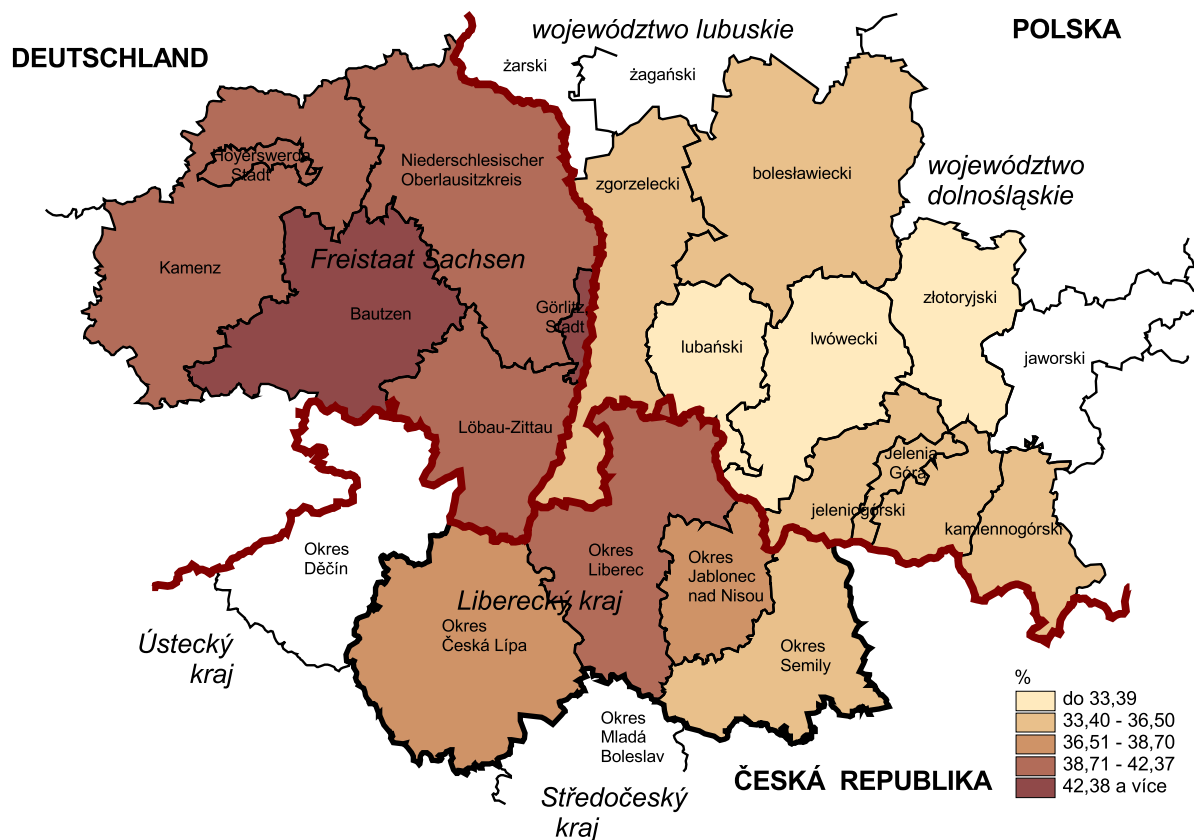 województwo lubuskie
POLSKA
DEUTSCHLAND
żarski
żagański
Hoyerswerda
Stadt
Niederschlesischer
Oberlausitzkreis
zgorzelecki
bolesławiecki
województwo
dolnośląskie
Kamenz
Freistaat Sachsen
Bautzen
Görlitz
Stadt
złotoryjski
lubański
lwówecki
jaworski
Löbau-Zittau
Jelenia
Góra
jeleniogórski
kamiennogórski
Okres
Děčín
Okres
Liberec
Okres
Jablonec
nad Nisou
Liberecký kraj
Okres
Česká Lípa
Ústecký
kraj
Okres
Semily
Okres
Mladá
Boleslav
ČESKÁ REPUBLIKA
Středočeský
kraj
%
do 33,39
33,40 - 36,50
36,51 - 38,70
38,71 - 42,37
42,38 a více